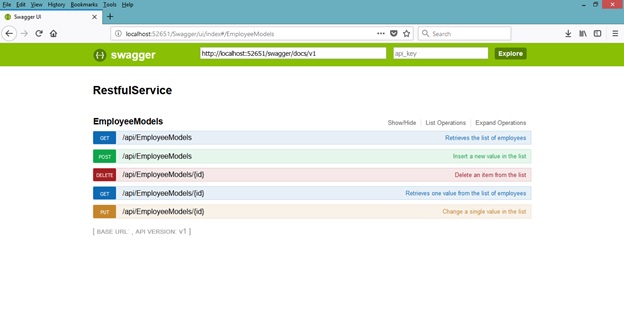 File Edit View History Bookmarks Tools Help
Swagger UI
localhost:52651/Swagger/ui/index#/EmployeeModels
Search
swagger
http://localhost:52651/swagger/docs/v1
api_key
Explore
RestfulService
EmployeeModels Show/Hide List Operations Expand Operations
GET /api/EmployeeModels Retrieves the list of employees
POST /api/EmployeeModels Insert a new value in the list
DELETE /api/EmployeeModels/{id} Delete an item from the list
GET /api/EmployeeModels/{id} Retrieves one value from the list of employees
PUT /api/EmployeeModels/{id} Change a single value in the list
[ BASE URL: , API VERSION: v1 ]